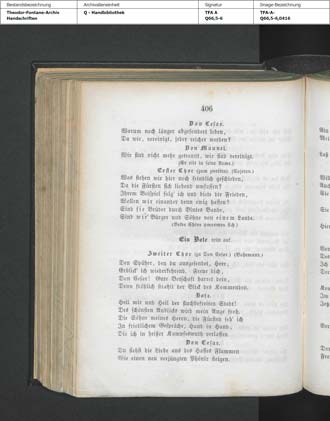 Bestandsbezeichnung
Archivalieneinheit
Signatur
Image-Bezeichnung
Theodor-Fontane-Archiv
Handschriften
Q - Handbibliothek
TFA A
Q66,5-6
TFA-A-
Q66,5-6,0416
406
Don Cesar.
Warum noch länger abgesondert leben,
Da wir, vereinigt, jeder reicher werden?
Don Manuel.
Wir sind nicht mehr getrennt, wir sind vereinigt.
(Er eilt in seine Arme.)
Erster Chor (zum zweiten) (Cajetan.)
Was stehen wir hier noch feindlich geschieden,
Da die Fürsten sich liebend umfassen?
Ihrem Beispiel folg' ich und biete dir Frieden,
Wollen wir einander denn ewig hassen?
Sind sie Brüder durch Blutes Bande,
Sind wir Bürger und Söhne von einem Lande.
(Beide Chöre umarmen sich.)
Ein Bote tritt auf.
Zweiter Chor (zu Don Cesar) (Bohemund.)
Den Späher, den du ausgesendet, Herr,
Erblick' ich wiederkehrend. Freue dich,
Don Cesar! Gute Botschaft harret dein,
Denn fröhlich strahlt der Blick des Kommenden.
Bote.
Heil mir und Heil der fluchbefreiten Stadt!
Des schönsten Anblicks wird mein Auge froh.
Die Söhne meines Herrn, die Fürsten seh' ich
In friedlichem Gespräche, Hand in Hand,
Die ich in heißer Kampfeswuth verlassen.
Don Cesar.
Du siehst die Liebe aus des Hasses Flammen
Wie einen neu verjüngten Phönix steigen.